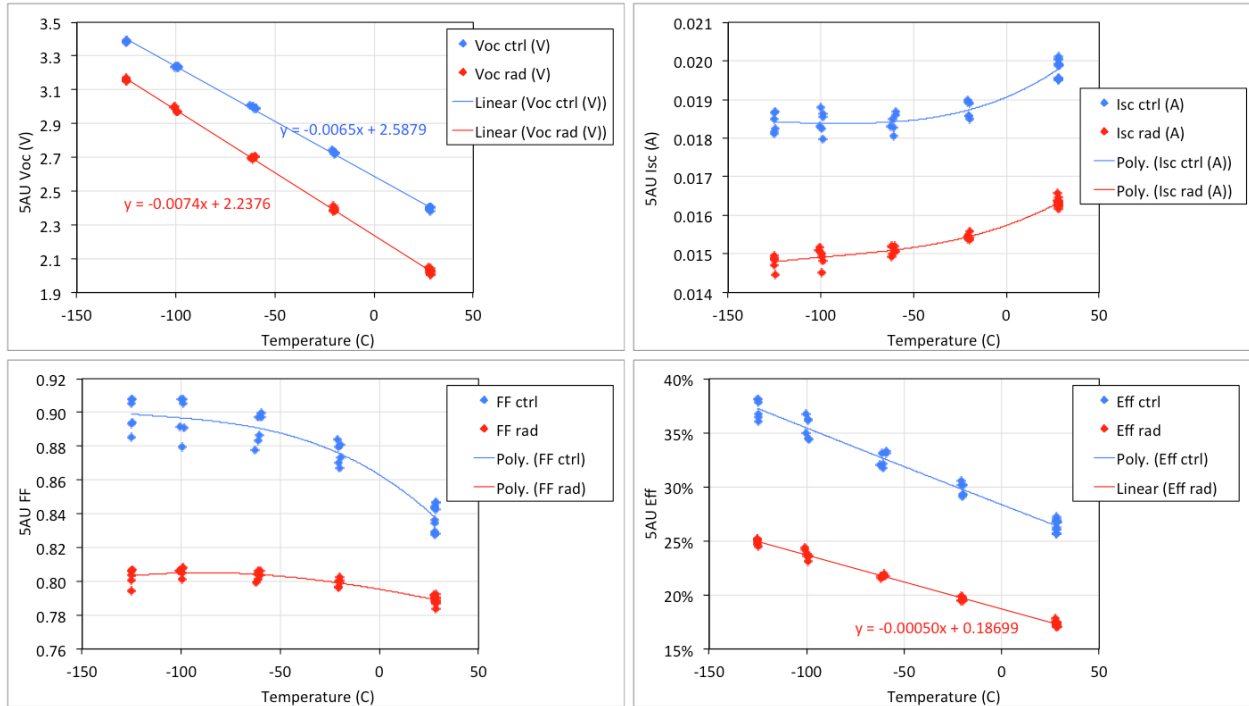 3.5
3.3
3.1
2.9
2.7
2.5
2.3
2.1
1.9
5AU Voc (V)
-150 -100 -50 0 50
Temperature (C)
y = -0.0065x + 2.5879
y = -0.0074x + 2.2376
Voc ctrl (V)
Voc rad (V)
Linear (Voc ctrl (V))
Linear (Voc rad (V))
0.021
0.020
0.019
0.018
0.017
0.016
0.015
0.014
5AU Isc (A)
-150 -100 -50 0 50
Temperature (C)
Isc ctrl (A)
Isc rad (A)
Poly. (Isc ctrl (A))
Poly. (Isc rad (A))
0.92
0.90
0.88
0.86
0.84
0.82
0.80
0.78
0.76
5AU FF
-150 -100 -50 0 50
Temperature (C)
FF ctrl
FF rad
Poly. (FF ctrl)
Poly. (FF rad)
40%
35%
30%
25%
20%
15%
5AU Eff
-150 -100 -50 0 50
Temperature (C)
y = -0.00050x + 0.18699
Eff ctrl
Eff rad
Poly. (Eff ctrl)
Linear (Eff rad)